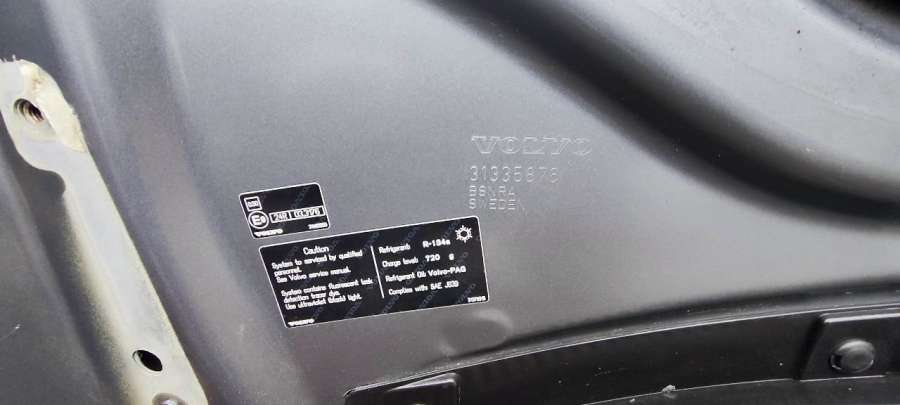 VOLVO
31335876
SWEDEN
VOLVO
Caution
System to serviced by qualified
personnel.
See Volvo service manual.
System contains fluorescent leak
detection tracer dye.
Use ultraviolet (black) light.
VOLVO
Refrigerant: R-134a
Charge level: 720 g
Refrigerant Oil: Volvo-PAG
Complies with SAE J639